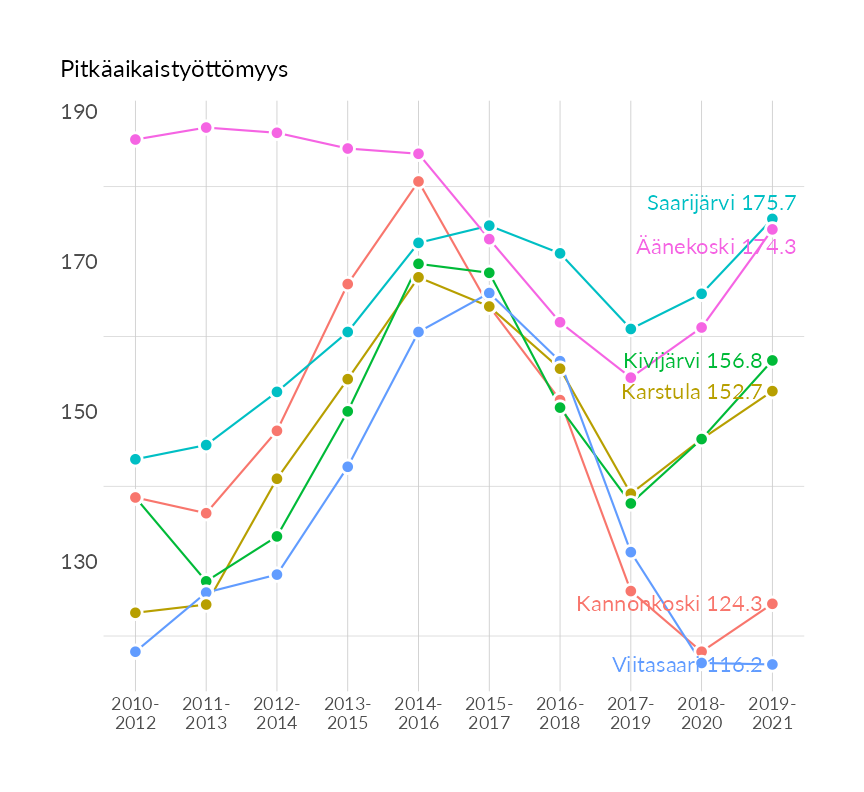 Pitkäaikaistyöttömyys
190
170
150
130
Saarijärvi 175.7
Äänekoski 174.3
Kivijärvi 156.8
Karstula 152.7
Kannonkoski 124.3
Viitasaari 116.2
2010- 2011- 2012- 2013- 2014- 2015- 2016- 2017- 2018- 2019-
2012 2013 2014 2015 2016 2017 2018 2019 2020 2021